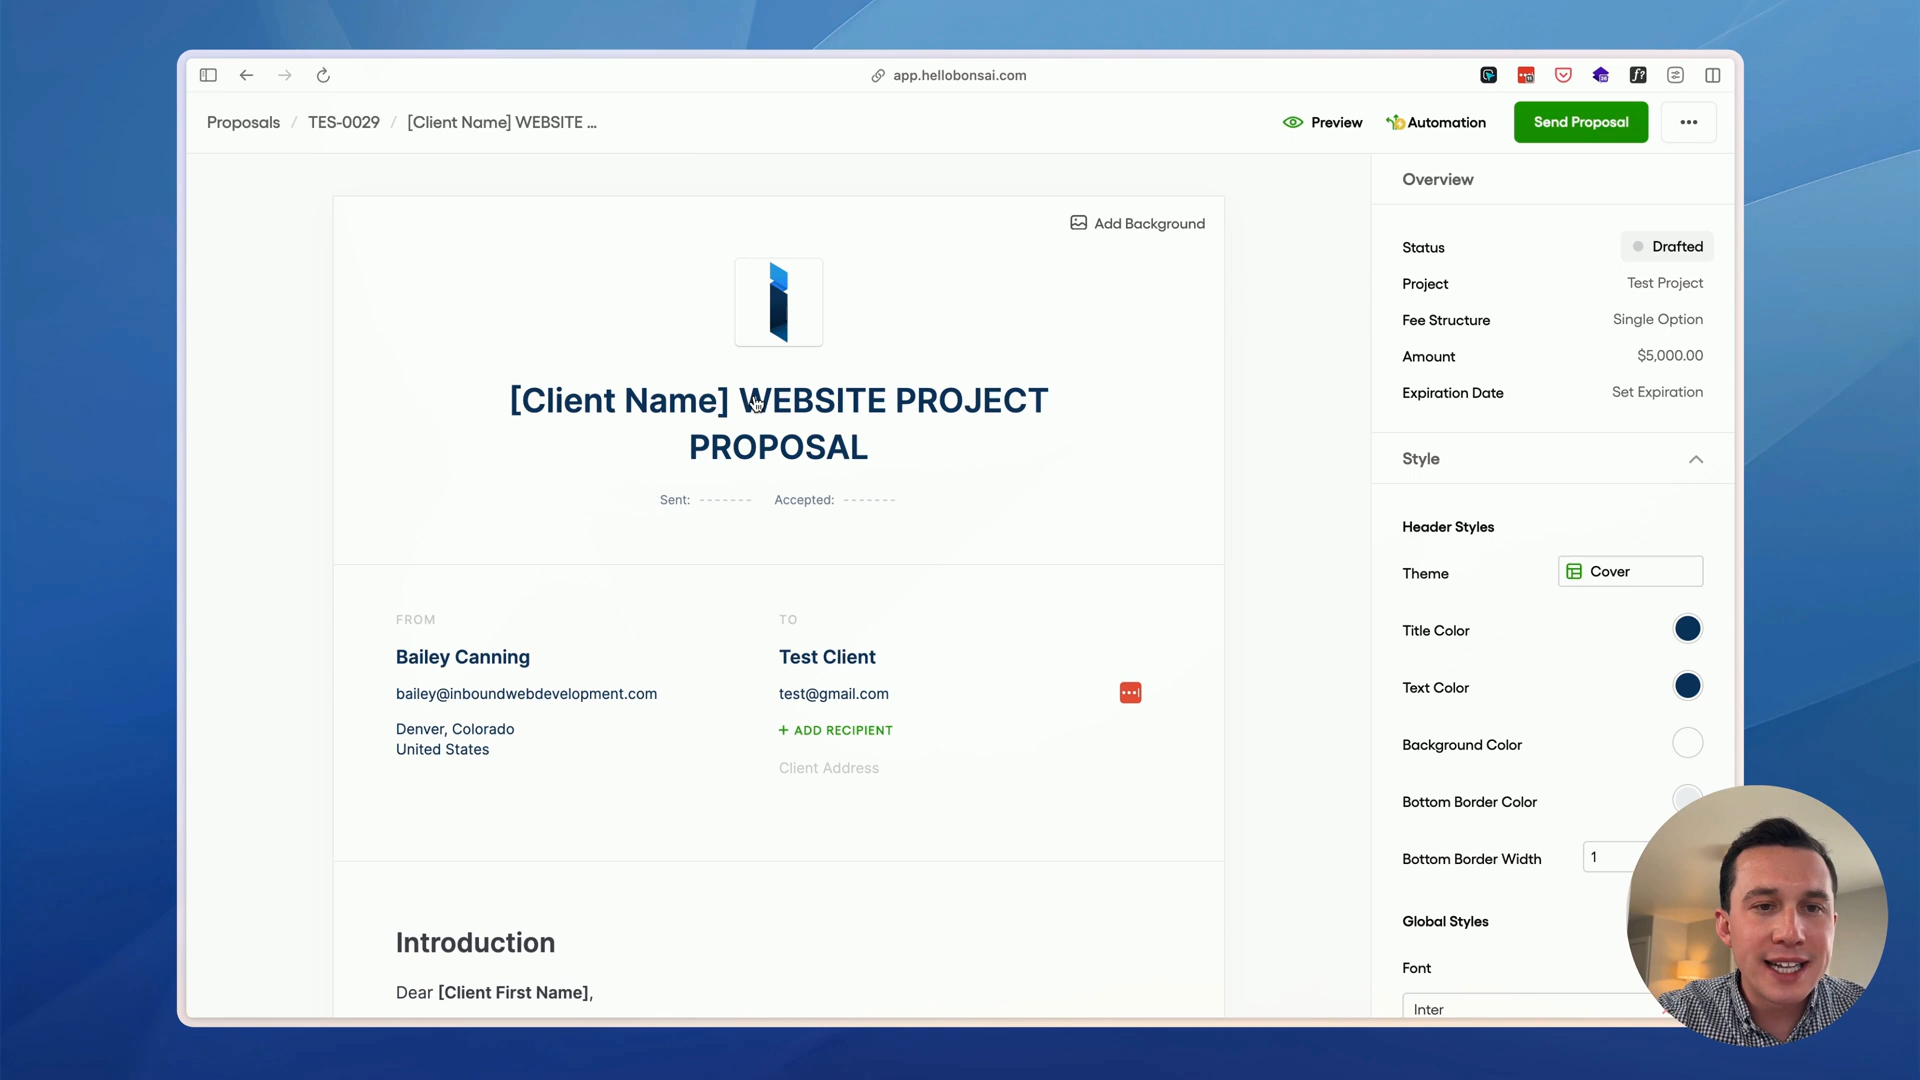 app.hellobonsai.com
Proposals / TES-0029 / [Client Name] WEBSITE ...
Preview
Automation
Send Proposal
Add Background
[Client Name] WEBSITE PROJECT
PROPOSAL
Sent: ------- Accepted: -------
FROM
Bailey Canning
bailey@inboundwebdevelopment.com
Denver, Colorado
United States
TO
Test Client
test@gmail.com
+ ADD RECIPIENT
Client Address
Introduction
Dear [Client First Name],
Overview
Status Drafted
Project Test Project
Fee Structure Single Option
Amount $5,000.00
Expiration Date Set Expiration
Style
Header Styles
Theme Cover
Title Color
Text Color
Background Color
Bottom Border Color
Bottom Border Width 1
Global Styles
Font
Inter